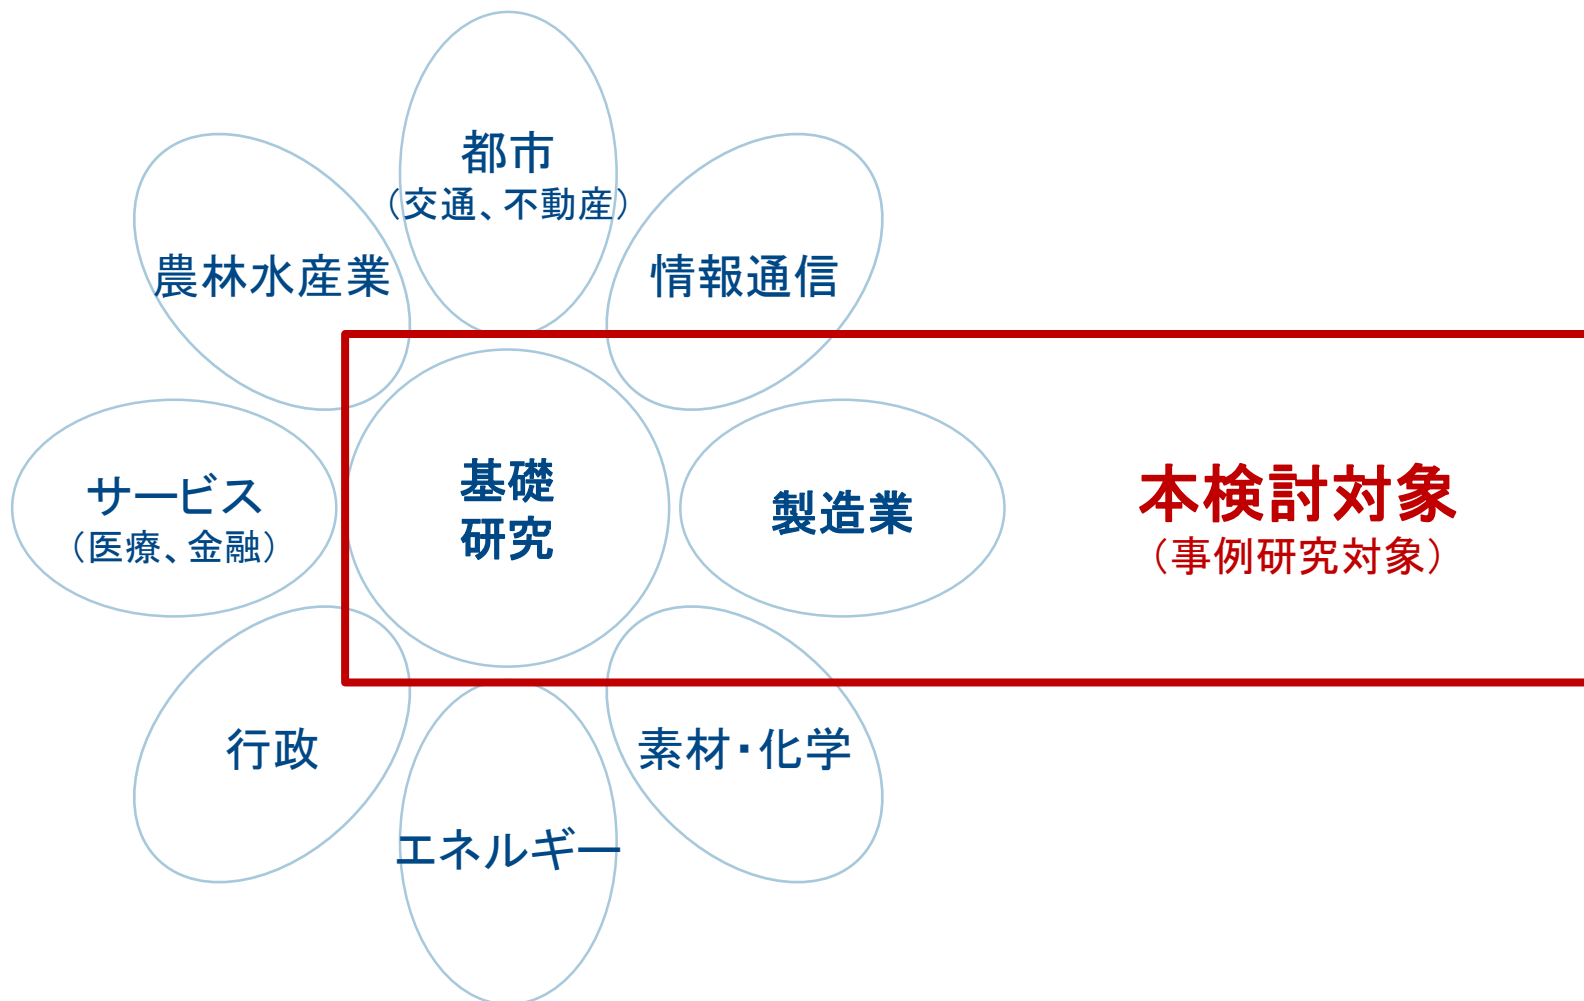 都市
（交通、不動産）
農林水産業
情報通信
サービス
（医療、金融）
基礎
研究
製造業
本検討対象
（事例研究対象）
行政
素材・化学
エネルギー